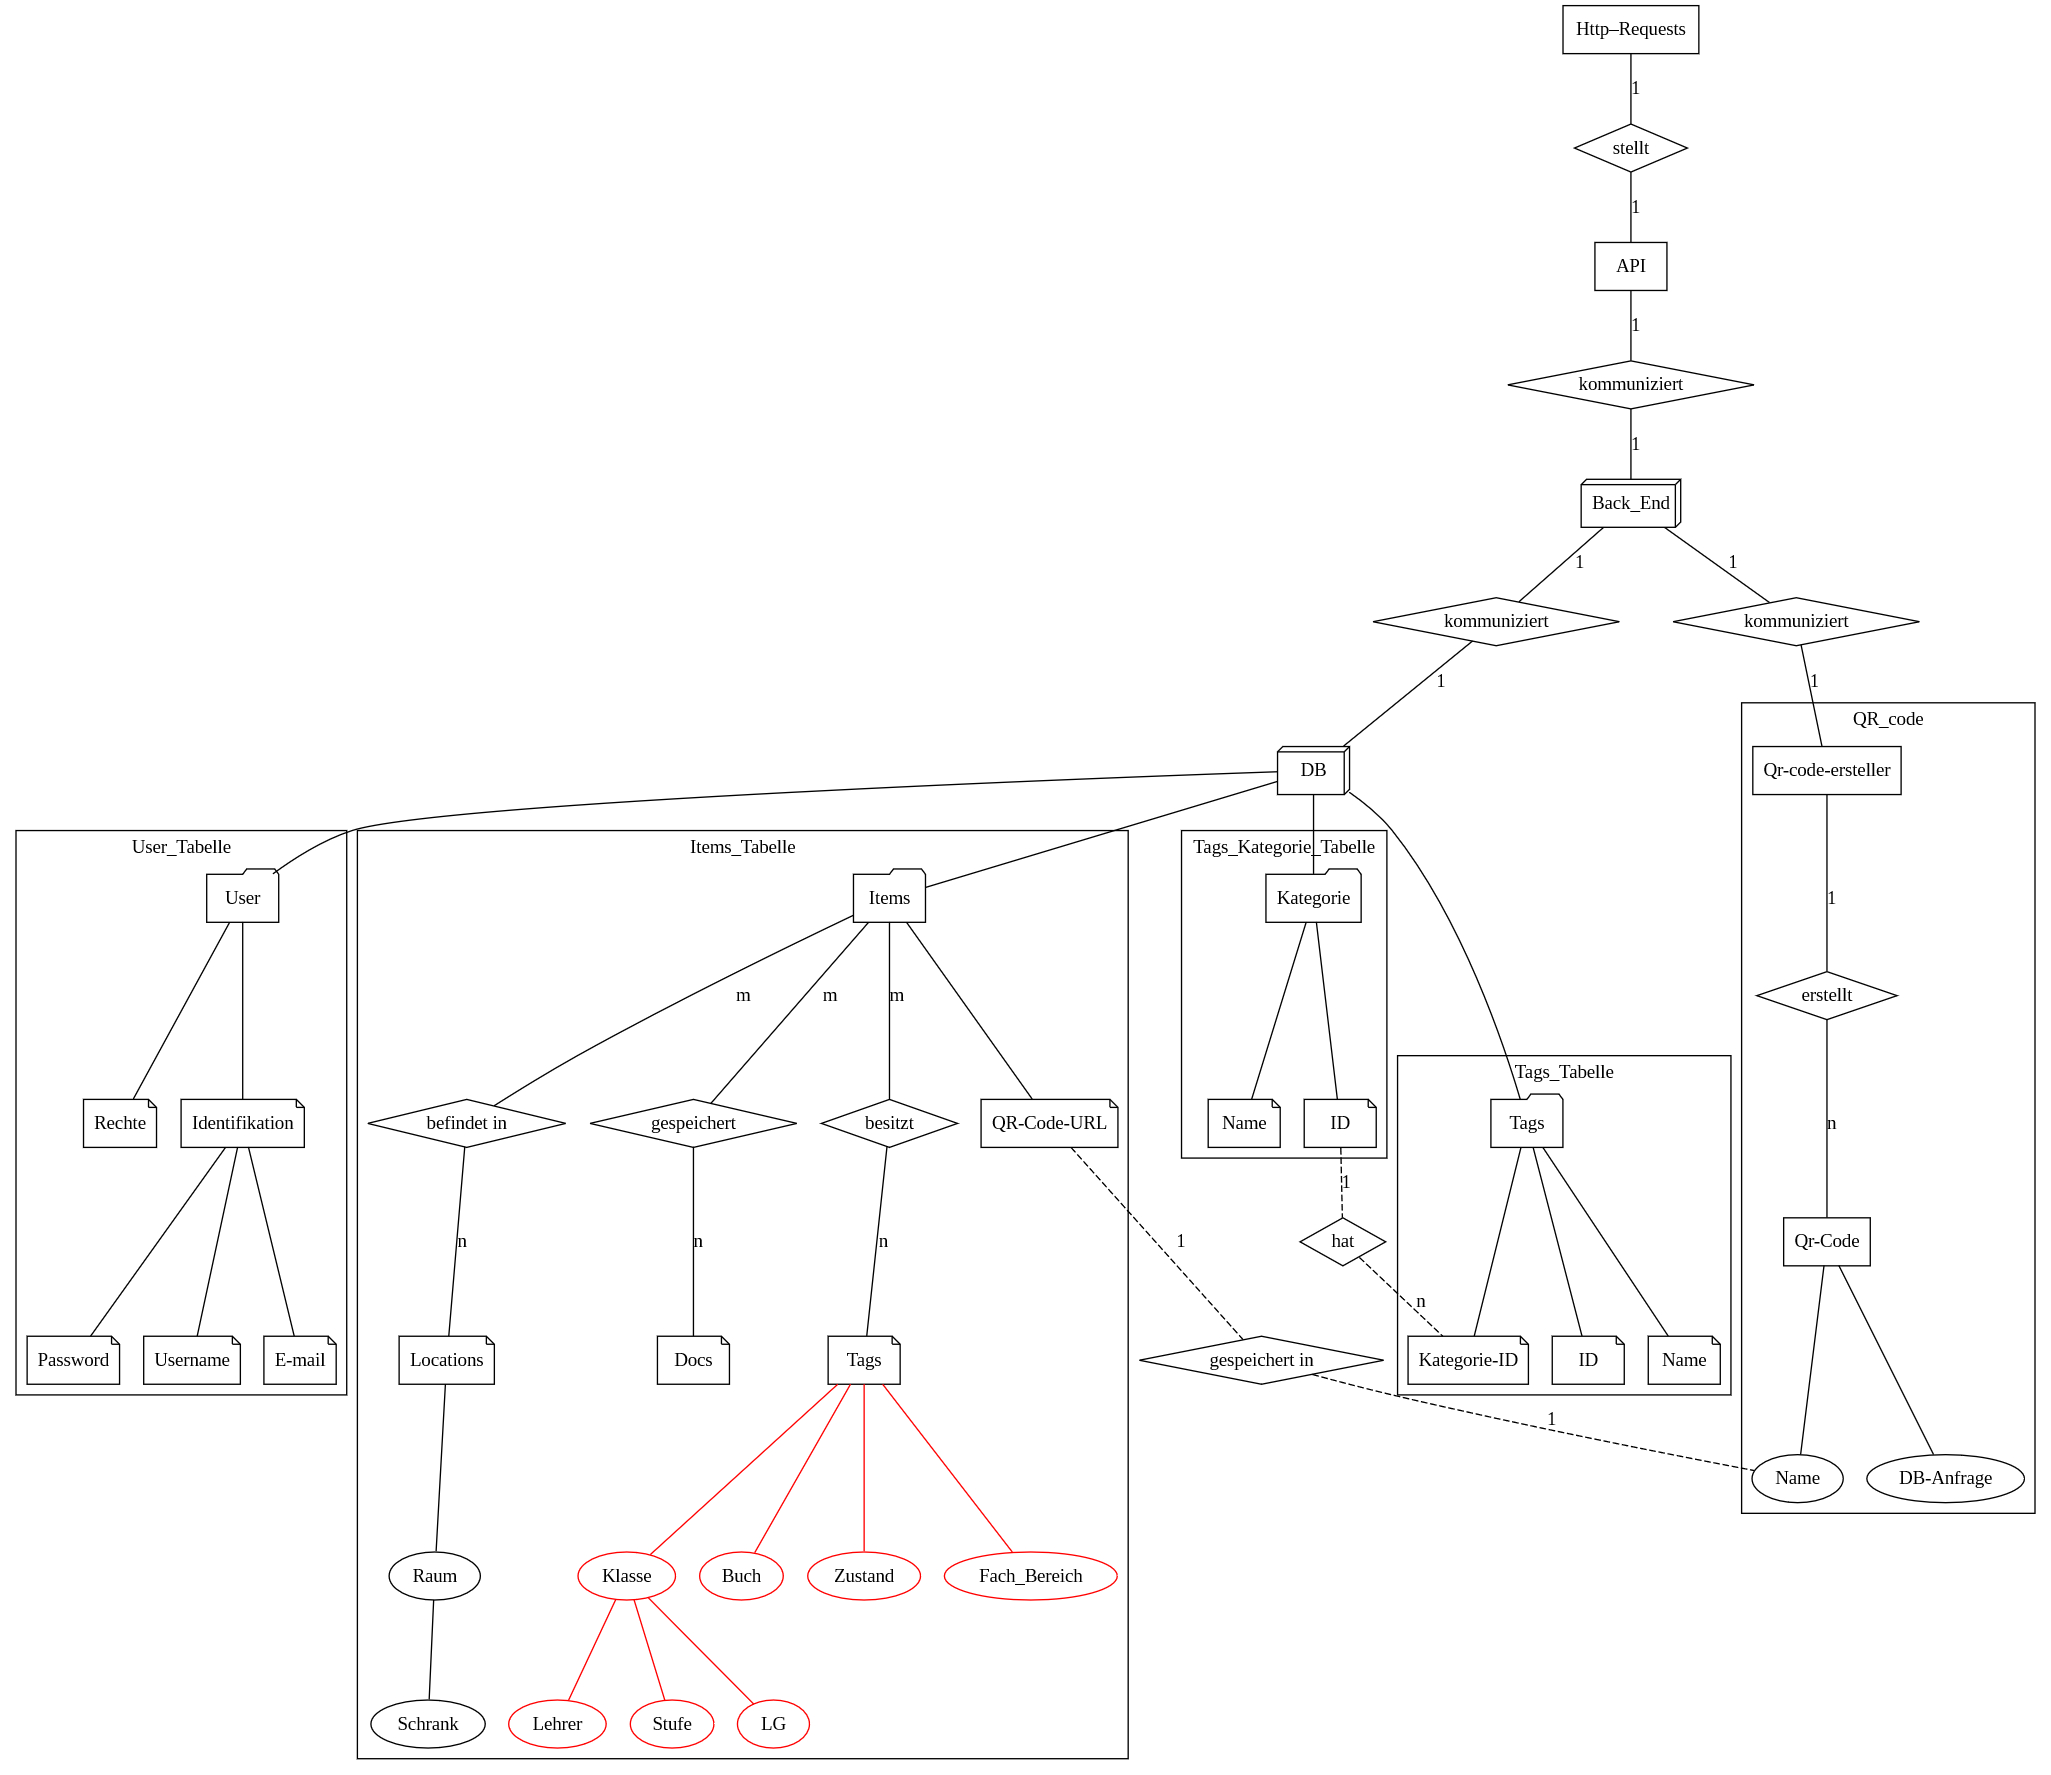 Http–Requests
1
stellt
1
API
1
kommuniziert
1
Back_End
1
1
kommuniziert
kommuniziert
1
1
QR_code
DB
Qr-code-ersteller
User_Tabelle
Items_Tabelle
Tags_Kategorie_Tabelle
User
Items
Kategorie
1
m
m
m
erstellt
Tags_Tabelle
Rechte
Identifikation
befindet in
gespeichert
besitzt
QR-Code-URL
Name
ID
Tags
n
1
n
n
n
1
hat
Qr-Code
n
Password
Username
E-mail
Locations
Docs
Tags
gespeichert in
Kategorie-ID
ID
Name
1
Name
DB-Anfrage
Raum
Klasse
Buch
Zustand
Fach_Bereich
Schrank
Lehrer
Stufe
LG